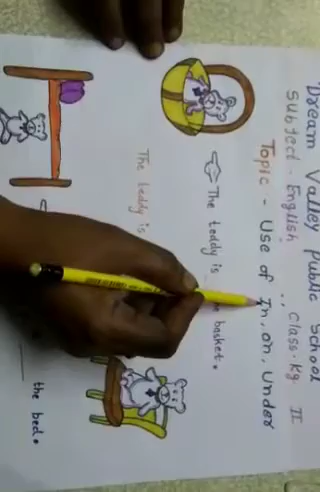 Dream Valley Public School
Subject - English Class. Kg II
Topic - Use of In, on, under
The teddy is basket.
The teddy is
the bed.